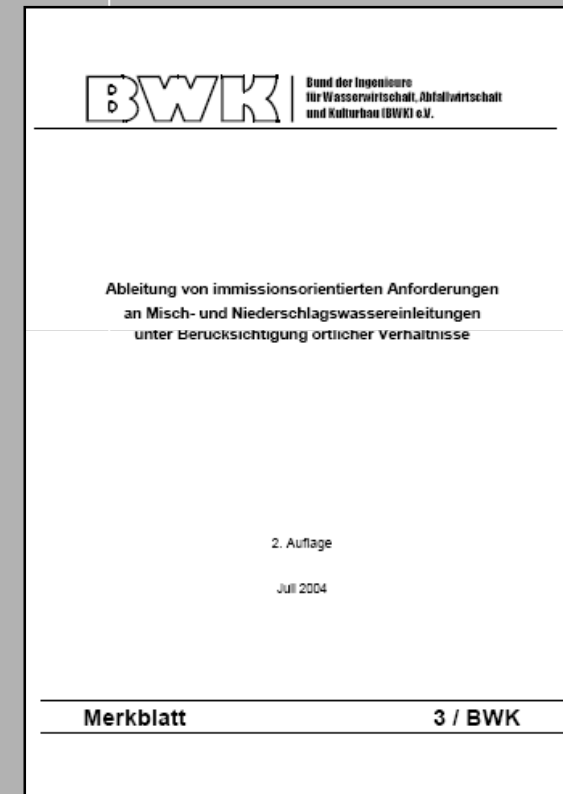 BWK
Bund der Ingenieure
für Wasserwirtschaft, Abfallwirtschaft
und Kulturbau (BWK) e.V.
Ableitung von immissionsorientierten Anforderungen
an Misch- und Niederschlagswassereinleitungen
unter Berücksichtigung örtlicher Verhältnisse
2. Auflage
Juli 2004
Merkblatt 3 / BWK